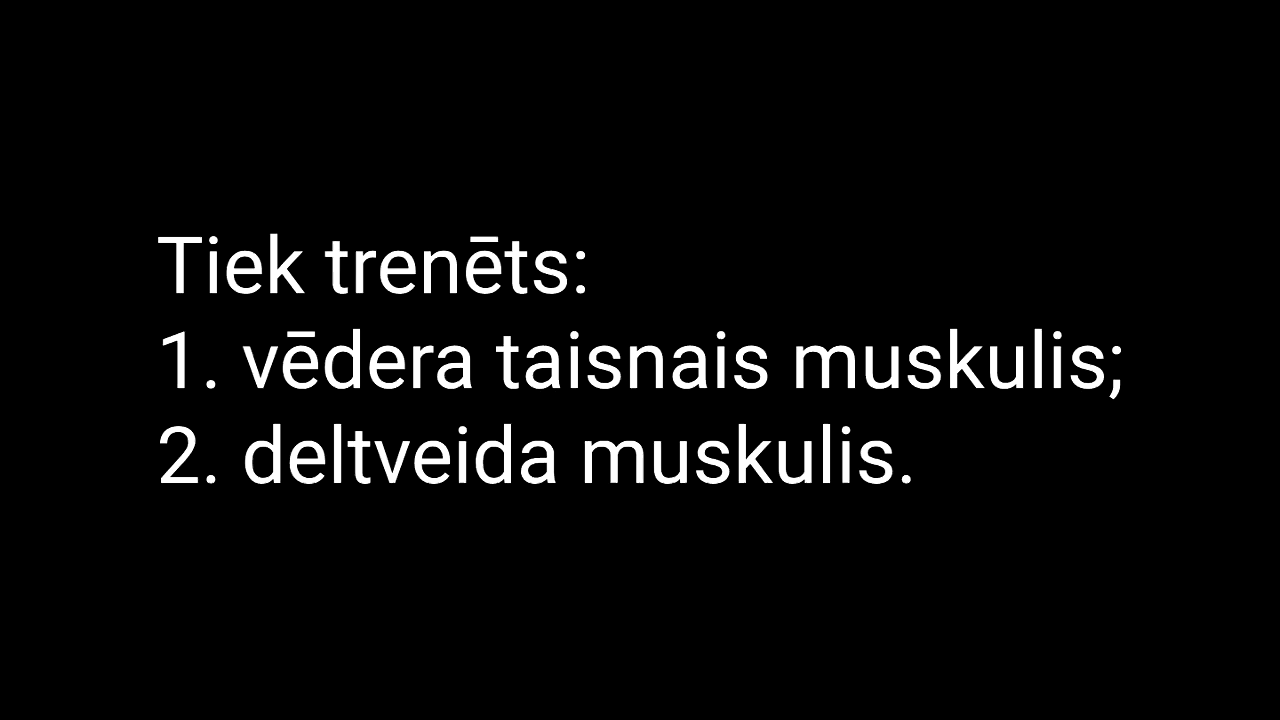 Tiek trenēts:
1. vēdera taisnais muskulis;
2. deltveida muskulis.